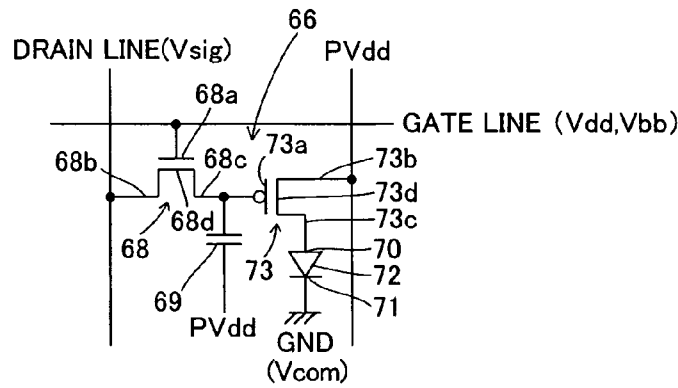 66
DRAIN LINE(Vsig)
PVdd
68a
GATE LINE (Vdd,Vbb)
73a
68b
68c
73b
73d
68d
73c
68
70
73
72
69
71
PVdd
GND
(Vcom)